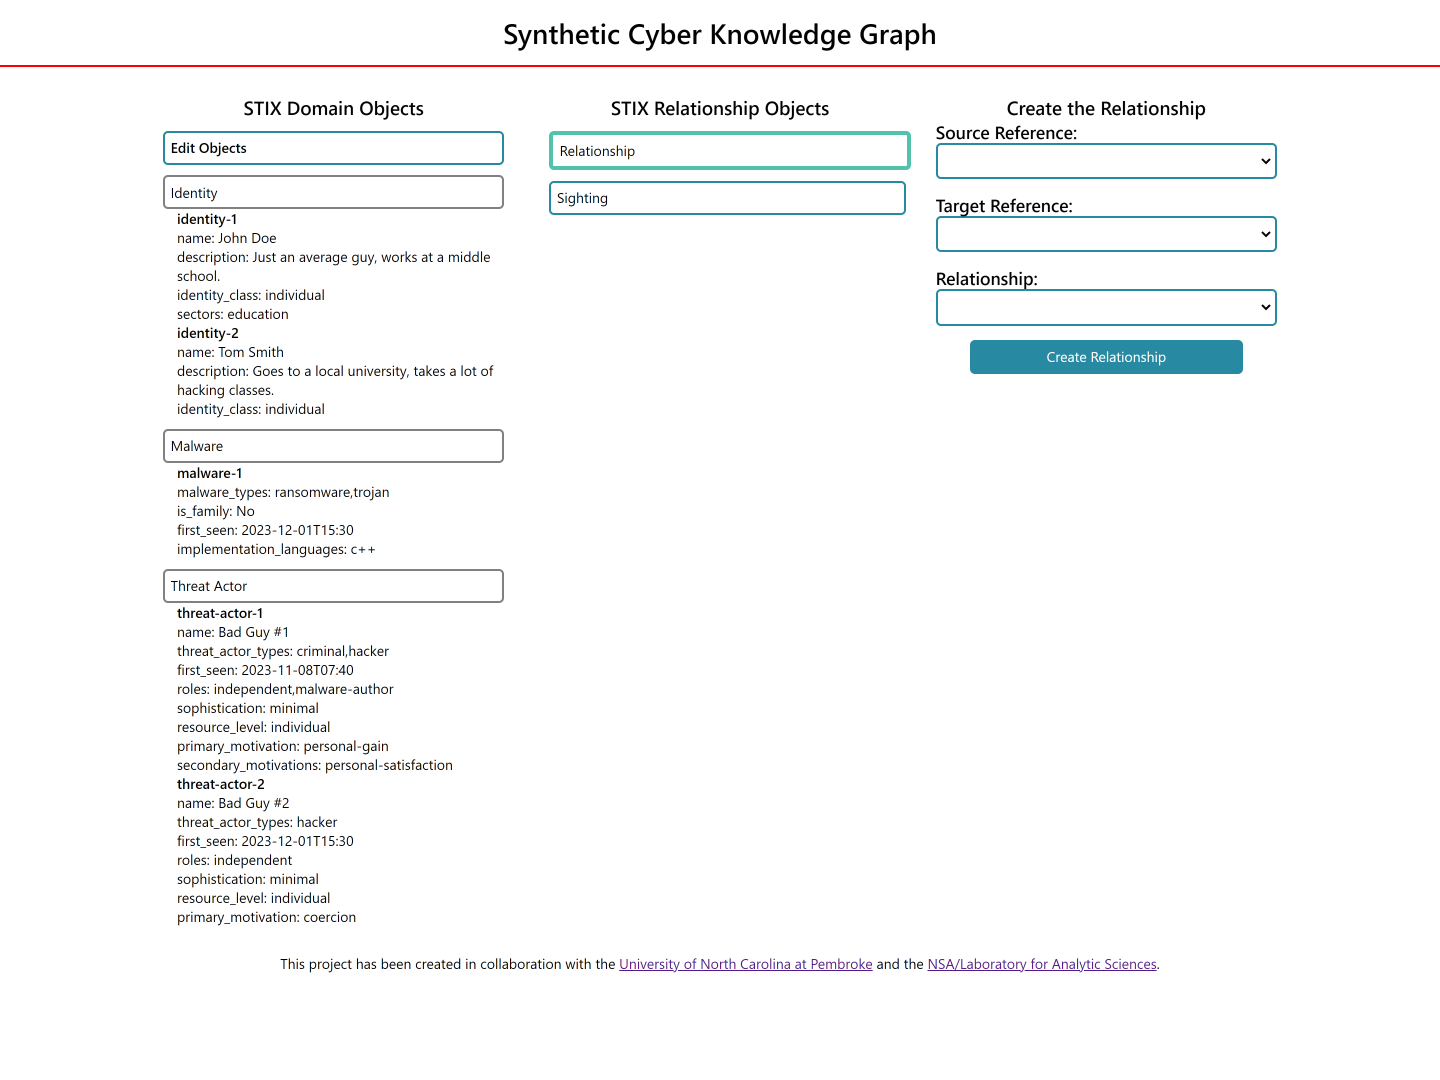 Synthetic Cyber Knowledge Graph
STIX Domain Objects
Edit Objects
Identity
identity-1
name: John Doe
description: Just an average guy, works at a middle
school.
identity_class: individual
sectors: education
identity-2
name: Tom Smith
description: Goes to a local university, takes a lot of
hacking classes.
identity_class: individual
Malware
malware-1
malware_types: ransomware,trojan
is_family: No
first_seen: 2023-12-01T15:30
implementation_languages: c++
Threat Actor
threat-actor-1
name: Bad Guy #1
threat_actor_types: criminal,hacker
first_seen: 2023-11-08T07:40
roles: independent,malware-author
sophistication: minimal
resource_level: individual
primary_motivation: personal-gain
secondary_motivations: personal-satisfaction
threat-actor-2
name: Bad Guy #2
threat_actor_types: hacker
first_seen: 2023-12-01T15:30
roles: independent
sophistication: minimal
resource_level: individual
primary_motivation: coercion
STIX Relationship Objects
Relationship
Sighting
Create the Relationship
Source Reference:
Target Reference:
Relationship:
Create Relationship
This project has been created in collaboration with the University of North Carolina at Pembroke and the NSA/Laboratory for Analytic Sciences.